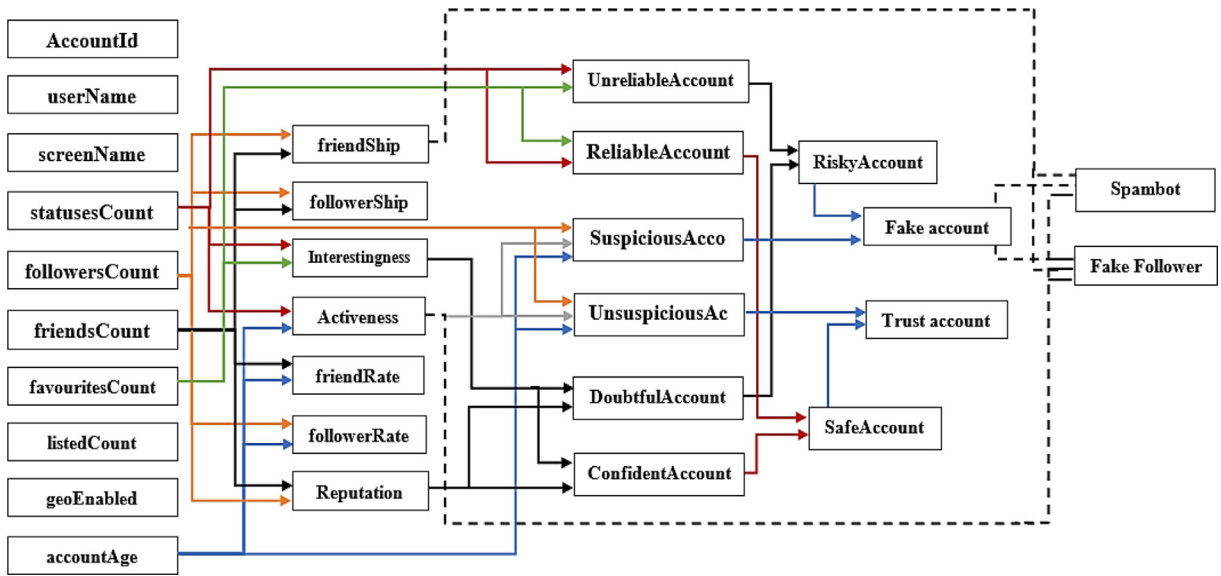 AccountId
userName
screenName
statusesCount
followersCount
friendsCount
favouritesCount
listedCount
geoEnabled
accountAge
friendShip
followerShip
Interestingness
Activeness
friendRate
followerRate
Reputation
UnreliableAccount
ReliableAccount
SuspiciousAcco
UnsuspiciousAc
DoubtfulAccount
ConfidentAccount
RiskyAccount
Fake account
Trust account
SafeAccount
Spambot
Fake Follower